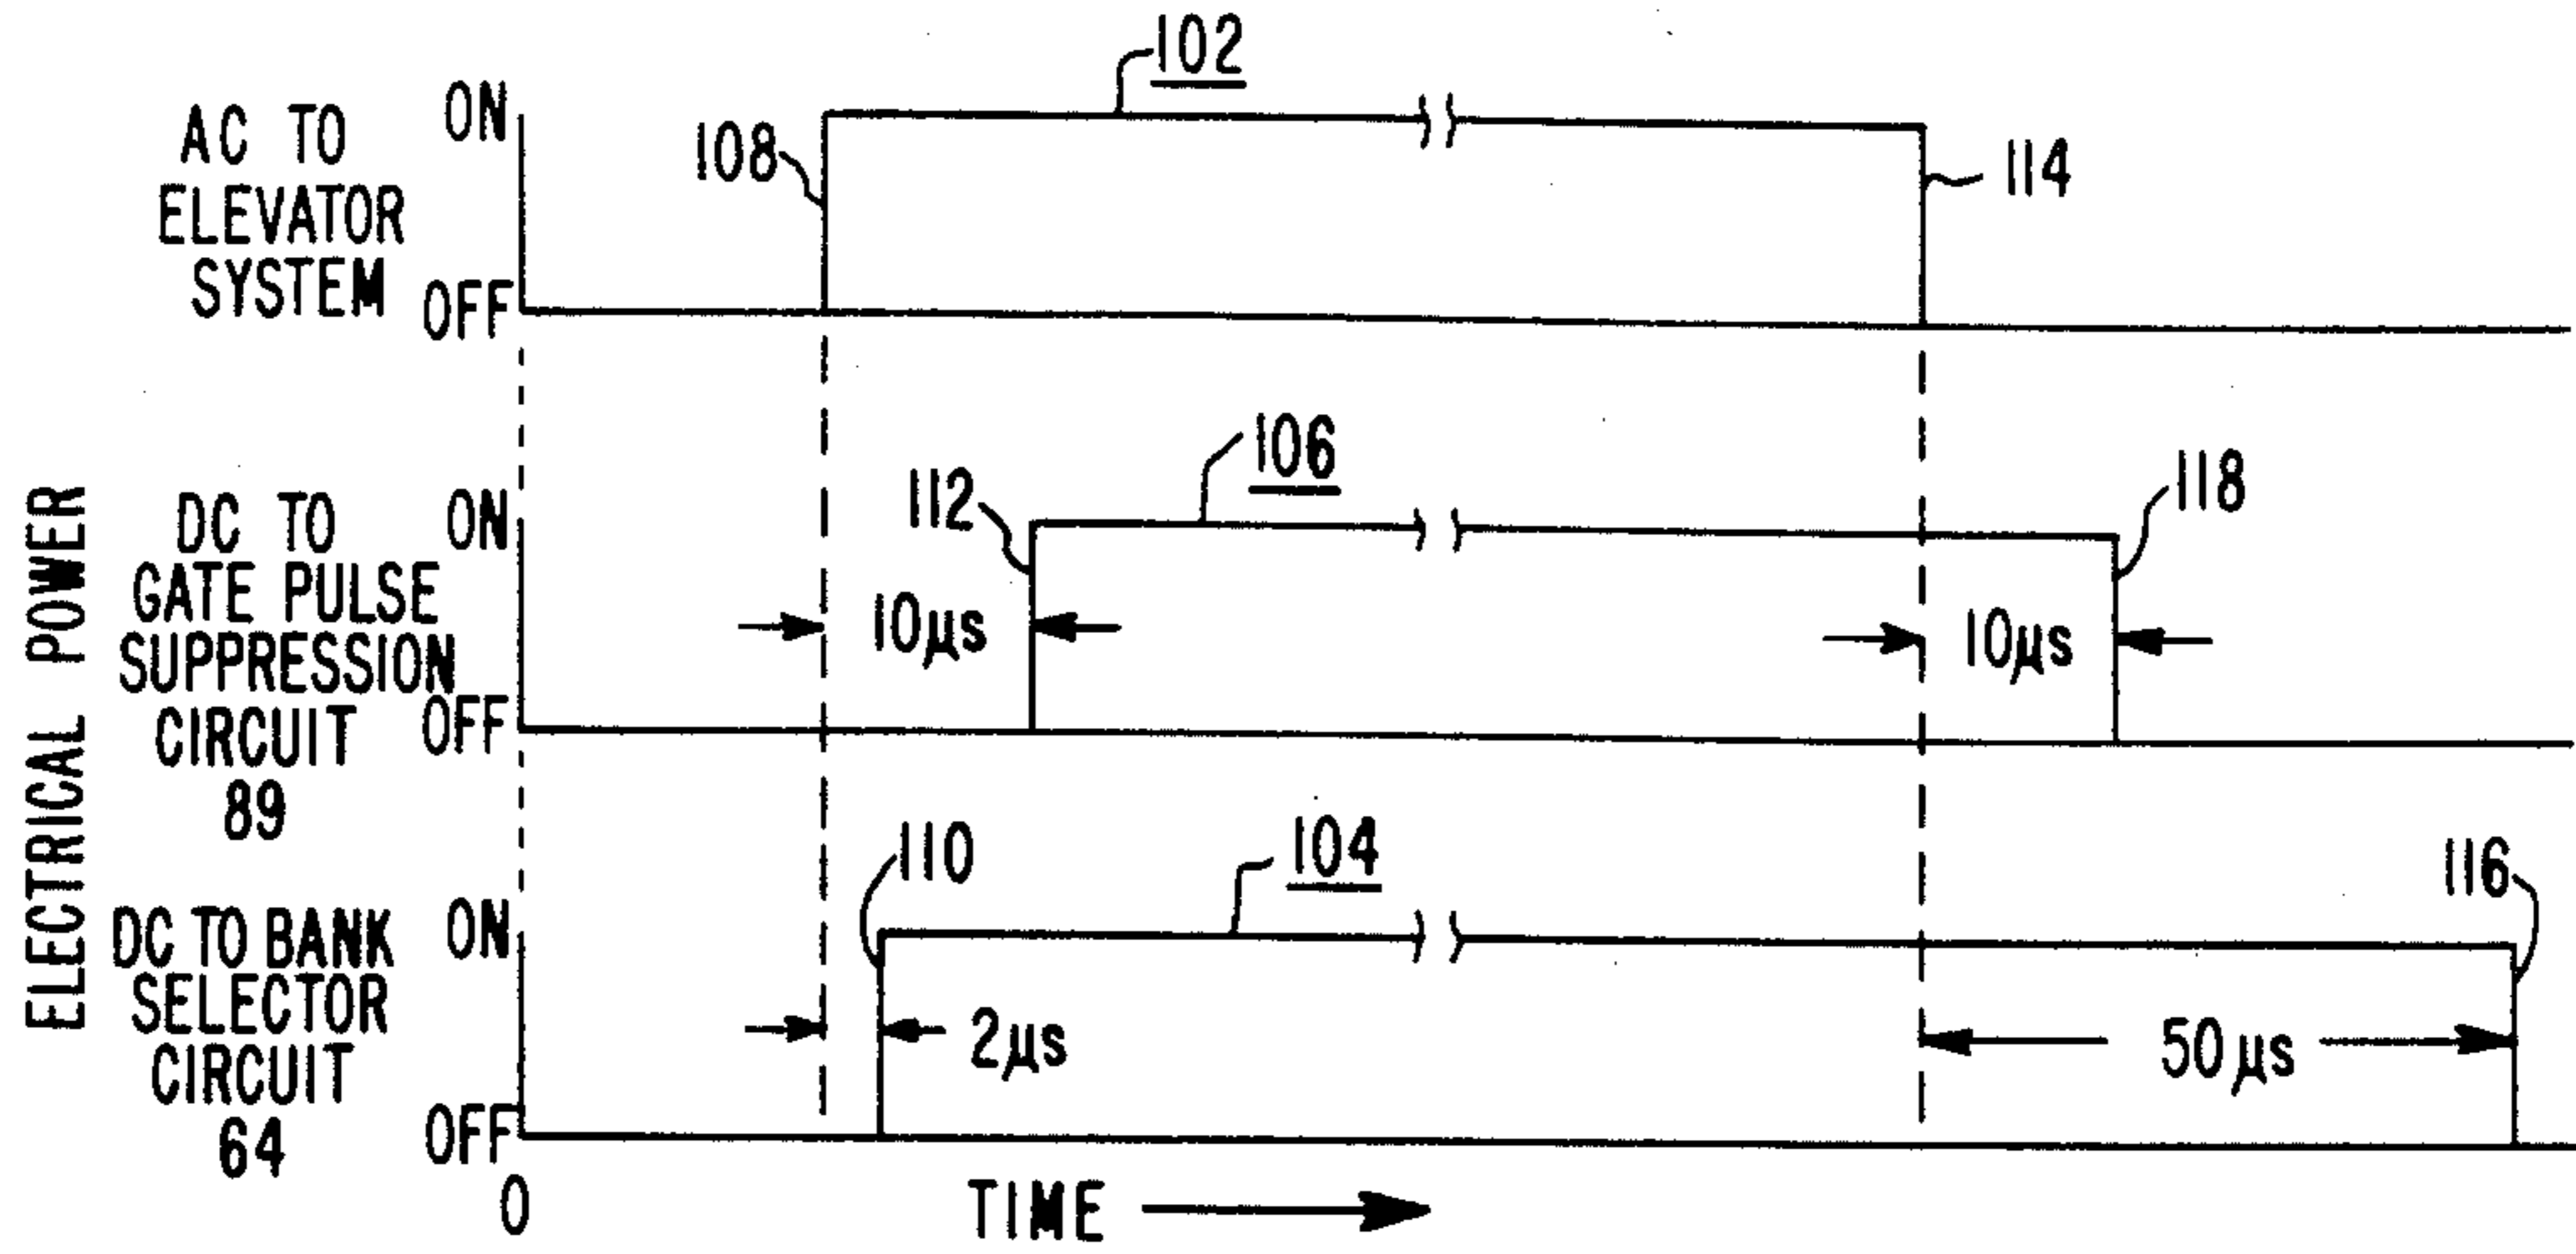 102
ON
AC TO
ELEVATOR
SYSTEM
108
114
OFF
ELECTRICAL POWER
106
112
118
ON
DC TO
GATE PULSE
SUPPRESSION
CIRCUIT
89
10µs
10µs
OFF
110
104
116
ON
DC TO BANK
SELECTOR
CIRCUIT
64
2µs
50µs
OFF
0
TIME